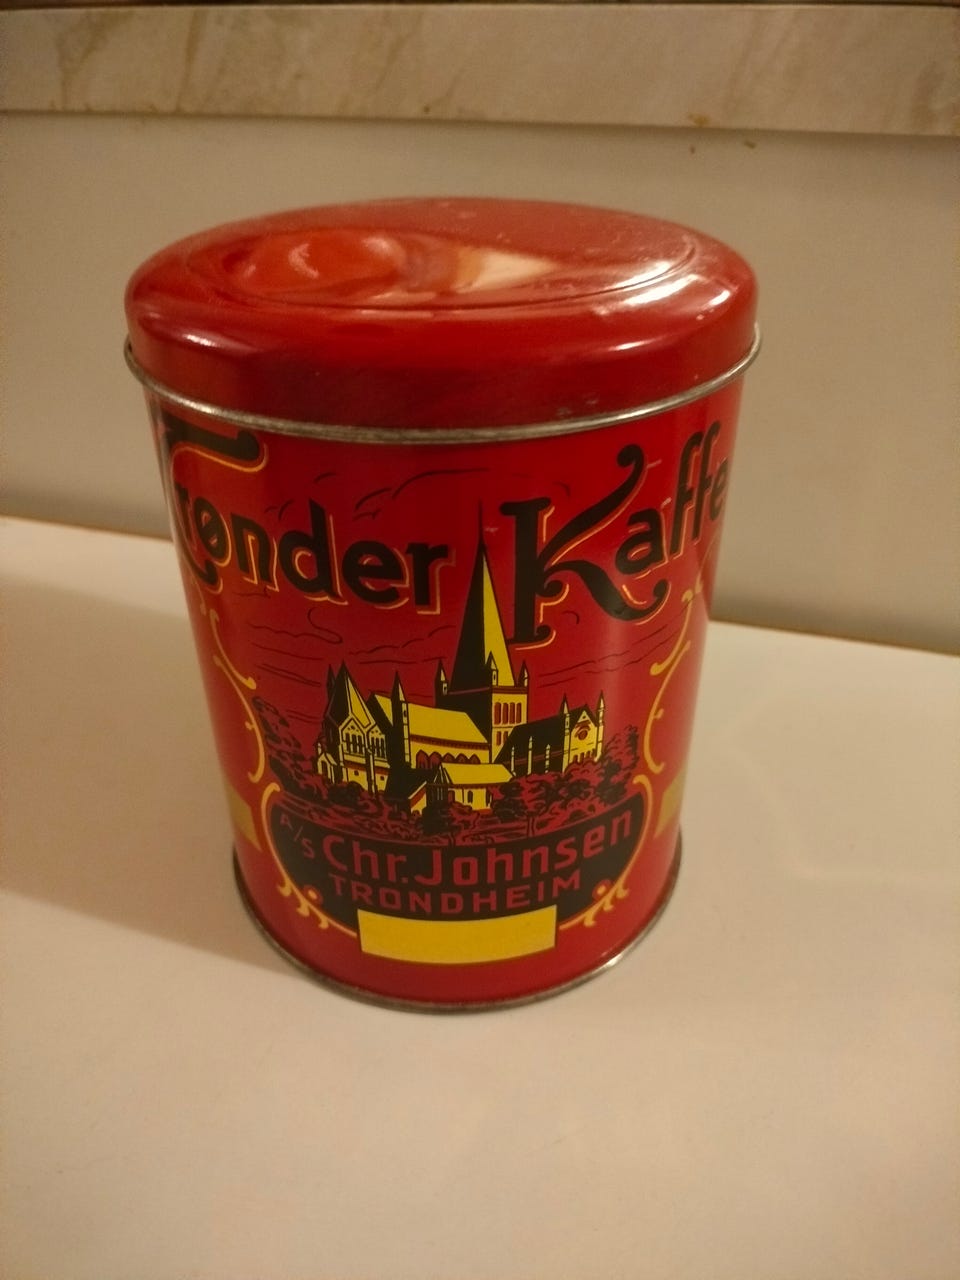 Trønder Kaffe
A/S Chr. Johnsen
TRONDHEIM